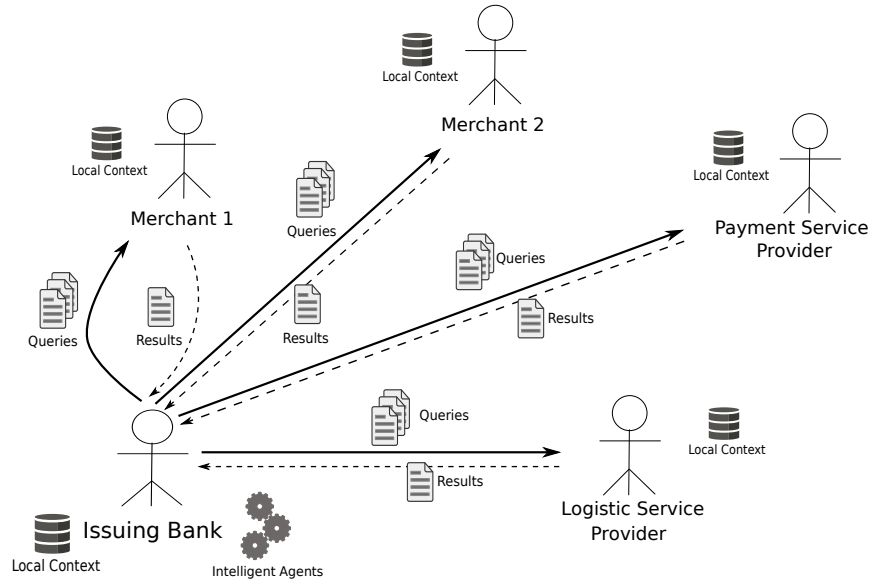 Local Context
Merchant 2
Local Context
Merchant 1
Local Context
Payment Service
Provider
Queries
Queries
Results
Queries
Results
Queries
Results
Queries
Results
Local Context
Logistic Service
Provider
Issuing Bank
Local Context
Intelligent Agents